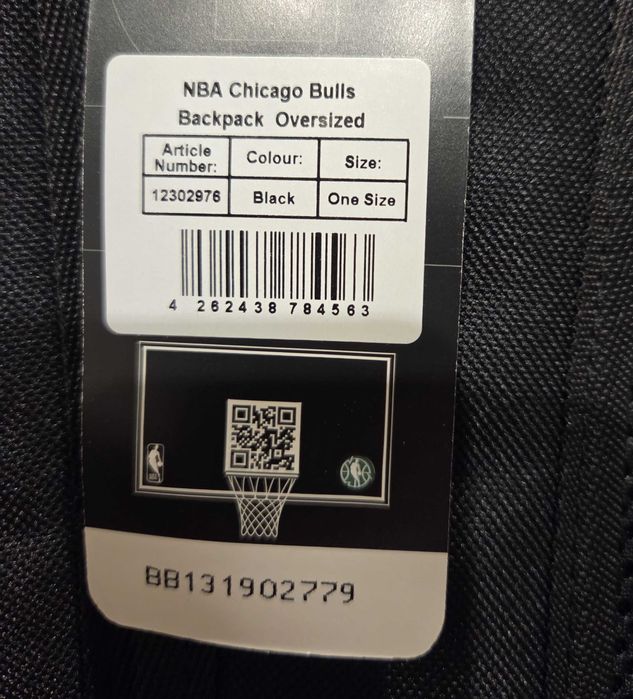 NBA Chicago Bulls
Backpack Oversized
Article Number: Colour: Size:
12302976 Black One Size
4 262438 784563
BB131902779